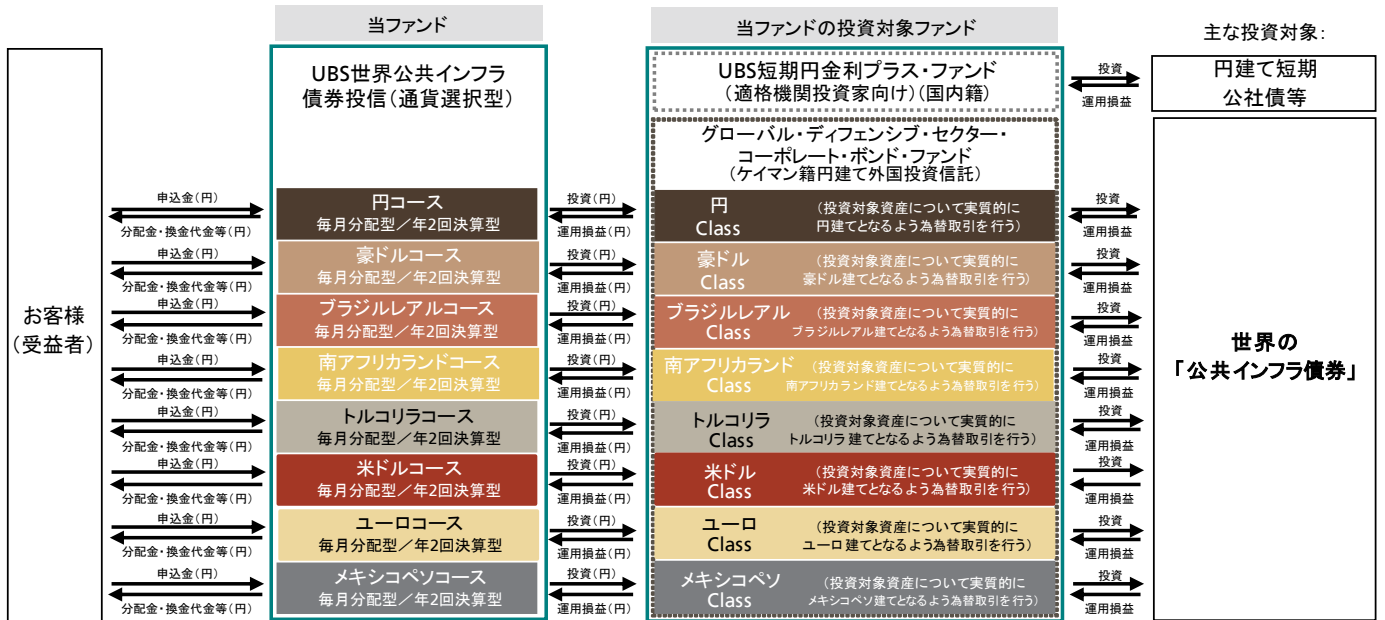 当ファンド
当ファンドの投資対象ファンド
主な投資対象：
UBS世界公共インフラ
債券投信(通貨選択型)
UBS短期円金利プラス・ファンド
(適格機関投資家向け)(国内籍)
投資
運用損益
円建て短期
公社債等
グローバル・ディフェンシブ・セクター・
コーポレート・ボンド・ファンド
(ケイマン籍円建て外国投資信託)
お客様
(受益者)
世界の
「公共インフラ債券」
申込金(円)
分配金・換金代金等(円)
円コース
毎月分配型／年2回決算型
投資(円)
運用損益(円)
円
Class
(投資対象資産について実質的に
円建てとなるよう為替取引を行う)
投資
運用損益
申込金(円)
分配金・換金代金等(円)
豪ドルコース
毎月分配型／年2回決算型
投資(円)
運用損益(円)
豪ドル
Class
(投資対象資産について実質的に
豪ドル建てとなるよう為替取引を行う)
投資
運用損益
申込金(円)
分配金・換金代金等(円)
ブラジルレアルコース
毎月分配型／年2回決算型
投資(円)
運用損益(円)
ブラジルレアル
Class
(投資対象資産について実質的に
ブラジルレアル建てとなるよう為替取引を行う)
投資
運用損益
申込金(円)
分配金・換金代金等(円)
南アフリカランドコース
毎月分配型／年2回決算型
投資(円)
運用損益(円)
南アフリカランド
Class
(投資対象資産について実質的に
南アフリカランド建てとなるよう為替取引を行う)
投資
運用損益
申込金(円)
分配金・換金代金等(円)
トルコリラコース
毎月分配型／年2回決算型
投資(円)
運用損益(円)
トルコリラ
Class
(投資対象資産について実質的に
トルコリラ建てとなるよう為替取引を行う)
投資
運用損益
申込金(円)
分配金・換金代金等(円)
米ドルコース
毎月分配型／年2回決算型
投資(円)
運用損益(円)
米ドル
Class
(投資対象資産について実質的に
米ドル建てとなるよう為替取引を行う)
投資
運用損益
申込金(円)
分配金・換金代金等(円)
ユーロコース
毎月分配型／年2回決算型
投資(円)
運用損益(円)
ユーロ
Class
(投資対象資産について実質的に
ユーロ建てとなるよう為替取引を行う)
投資
運用損益
申込金(円)
分配金・換金代金等(円)
メキシコペソコース
毎月分配型／年2回決算型
投資(円)
運用損益(円)
メキシコペソ
Class
(投資対象資産について実質的に
メキシコペソ建てとなるよう為替取引を行う)
投資
運用損益